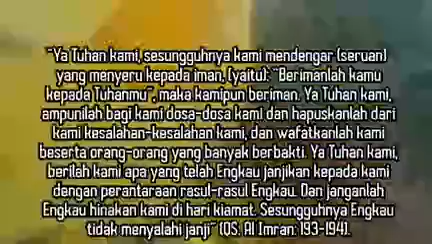 "Ya Tuhan kami, sesungguhnya kami mendengar (seruan)
yang menyeru kepada iman, (yaitu): "Berimanlah kamu
kepada Tuhanmu", maka kamipun beriman. Ya Tuhan kami,
ampunilah bagi kami dosa-dosa kami dan hapuskanlah dari
kami kesalahan-kesalahan kami, dan wafatkanlah kami
beserta orang-orang yang banyak berbakti. Ya Tuhan kami,
berilah kami apa yang telah Engkau janjikan kepada kami
dengan perantaraan rasul-rasul Engkau. Dan janganlah
Engkau hinakan kami di hari kiamat. Sesungguhnya Engkau
tidak menyalahi janji" (QS. Al Imran: 193-194).